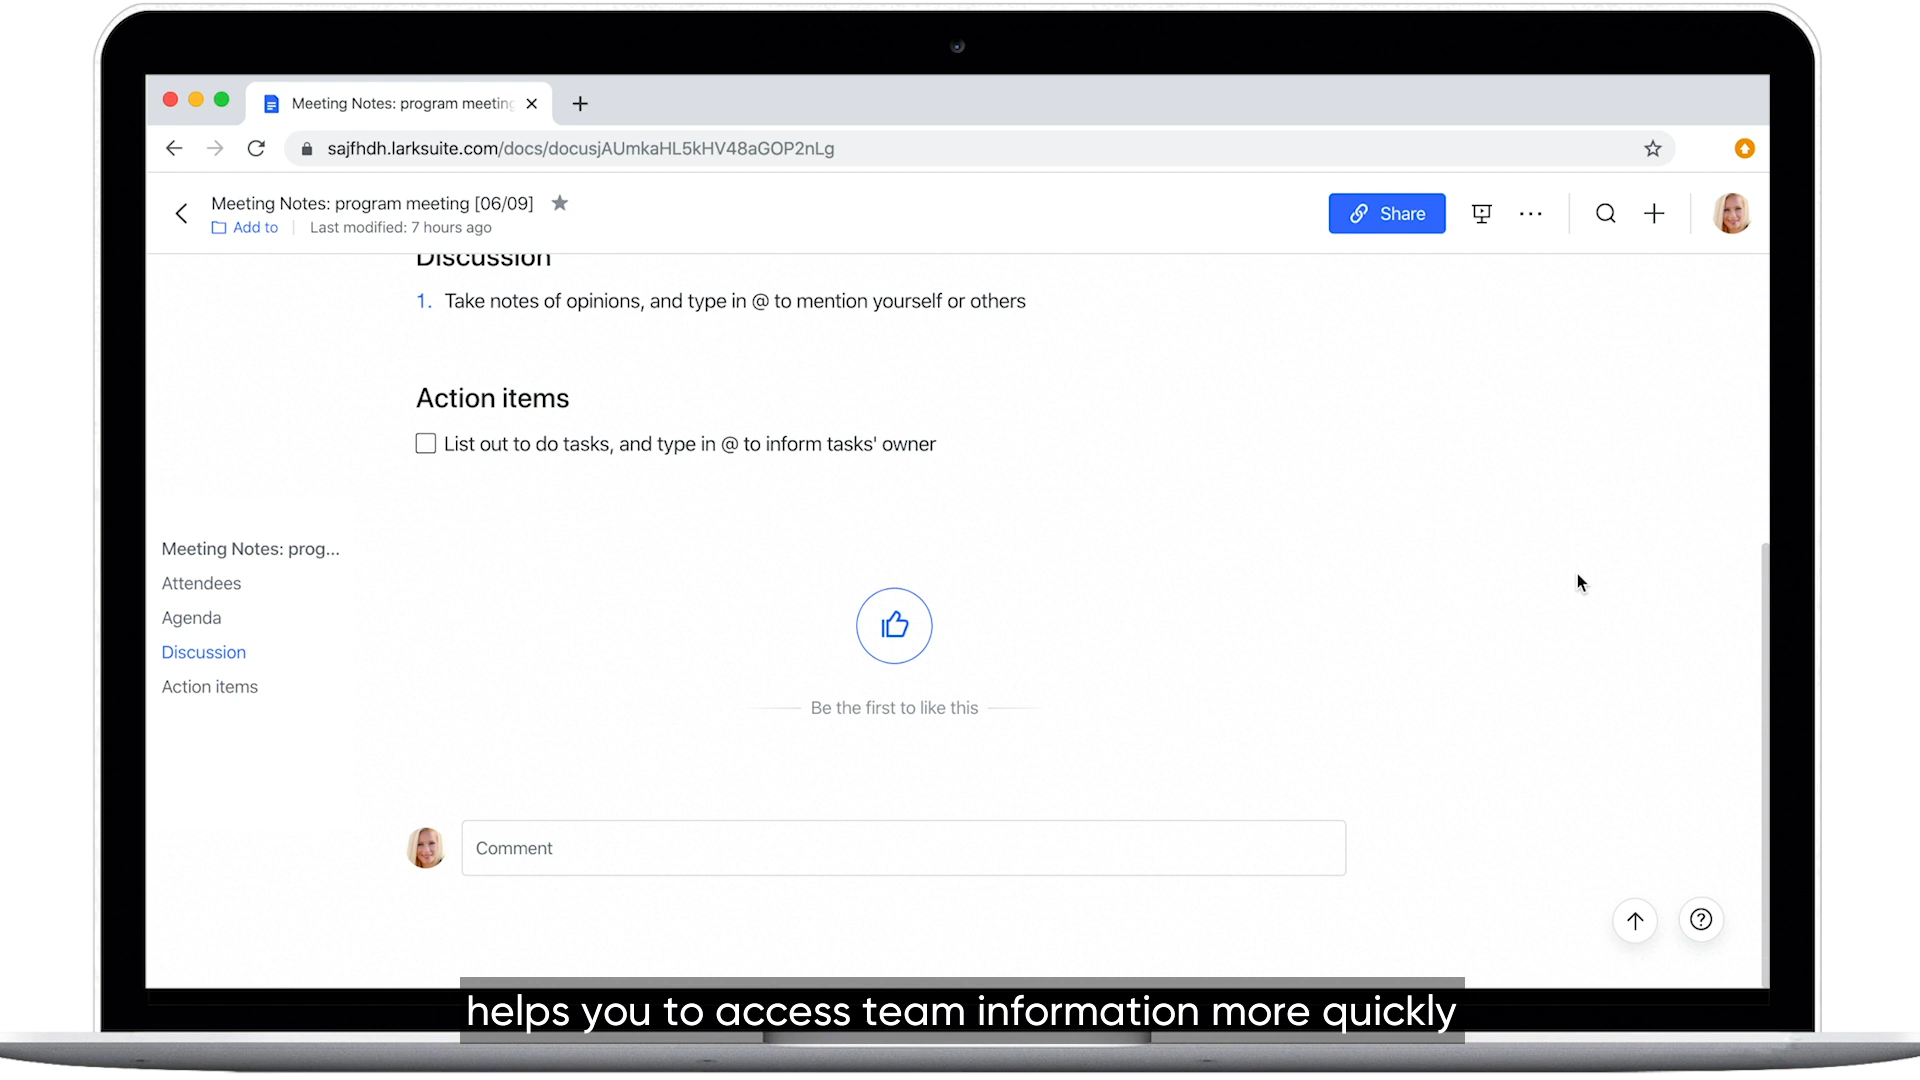 Meeting Notes: program meeting
sajfhdh.larksuite.com/docs/docusjAUmkaHL5kHV48aGOP2nLg
Meeting Notes: program meeting [06/09]
Add to
Last modified: 7 hours ago
Share
Discussion
1. Take notes of opinions, and type in @ to mention yourself or others
Action items
List out to do tasks, and type in @ to inform tasks' owner
Meeting Notes: prog...
Attendees
Agenda
Discussion
Action items
Be the first to like this
Comment
helps you to access team information more quickly